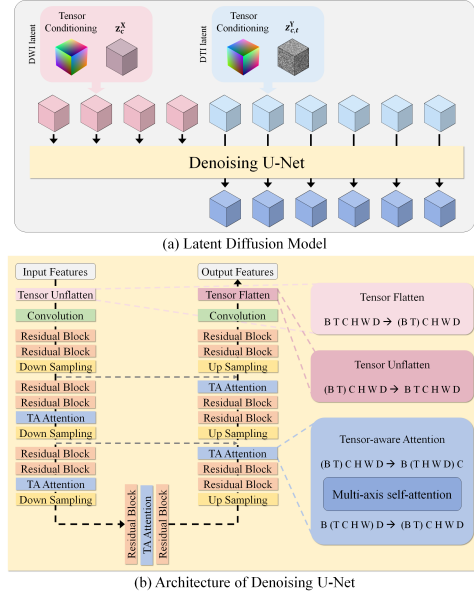 DWI latent
Tensor
Conditioning
z_c^X
DTI latent
Tensor
Conditioning
z_{c,t}^Y
Denoising U-Net
(a) Latent Diffusion Model
Input Features
Tensor Unflatten
Convolution
Residual Block
Residual Block
Down Sampling
Residual Block
Residual Block
TA Attention
Down Sampling
Residual Block
Residual Block
TA Attention
Down Sampling
Residual Block
TA Attention
Residual Block
Output Features
Tensor Flatten
Convolution
Residual Block
Residual Block
Up Sampling
TA Attention
Residual Block
Residual Block
Up Sampling
TA Attention
Residual Block
Residual Block
Up Sampling
Tensor Flatten
B T C H W D → (B T) C H W D
Tensor Unflatten
(B T) C H W D → B T C H W D
Tensor-aware Attention
(B T) C H W D → B (T H W D) C
Multi-axis self-attention
B (T C H W) D → (B T) C H W D
(b) Architecture of Denoising U-Net